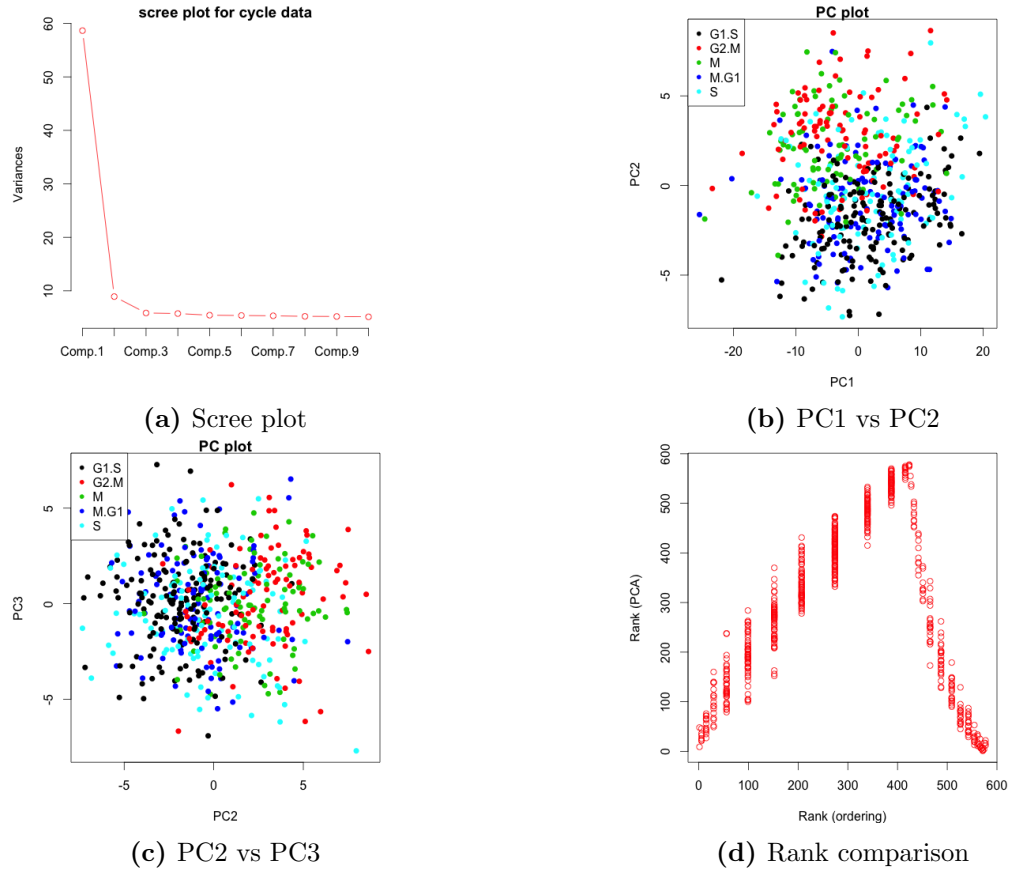 scree plot for cycle data
Variances
60
50
40
30
20
10
Comp.1 Comp.3 Comp.5 Comp.7 Comp.9
(a) Scree plot
PC plot
G1.S
G2.M
M
M.G1
S
PC2
5
0
-5
-20 -10 0 10 20
PC1
(b) PC1 vs PC2
PC plot
G1.S
G2.M
M
M.G1
S
PC3
5
0
-5
-5 0 5
PC2
(c) PC2 vs PC3
Rank (PCA)
600
500
400
300
200
100
0
0 100 200 300 400 500 600
Rank (ordering)
(d) Rank comparison